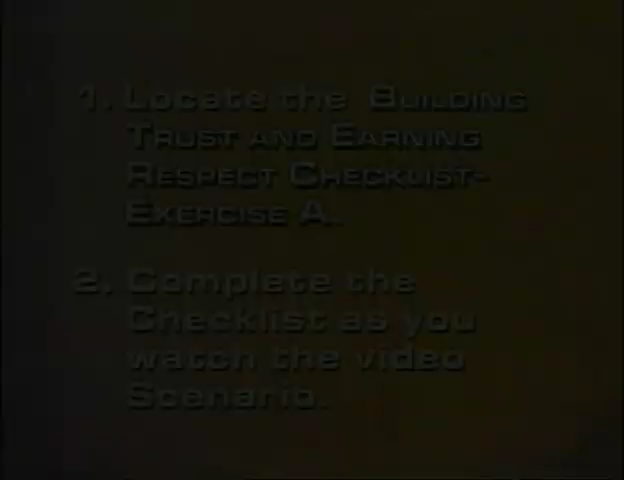 1. Locate the BUILDING
TRUST AND EARNING
RESPECT CHECKLIST-
EXERCISE A.
2. Complete the
Checklist as you
watch the video
Scenario.